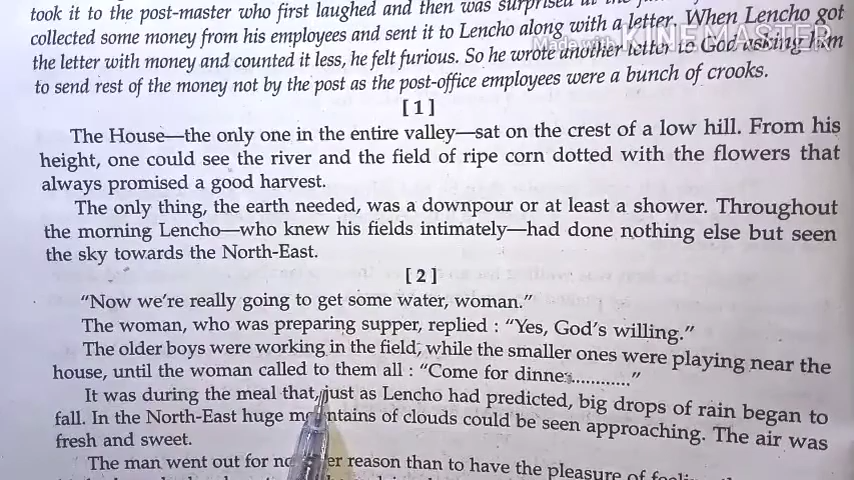 took it to the post-master who first laughed and then was surprised at the
collected some money from his employees and sent it to Lencho along with a letter. When Lencho got
the letter with money and counted it less, he felt furious. So he wrote another letter to God asking him
to send rest of the money not by the post as the post-office employees were a bunch of crooks.
Made with KINEMASTER
[ 1 ]
The House—the only one in the entire valley—sat on the crest of a low hill. From his
height, one could see the river and the field of ripe corn dotted with the flowers that
always promised a good harvest.
The only thing, the earth needed, was a downpour or at least a shower. Throughout
the morning Lencho—who knew his fields intimately—had done nothing else but seen
the sky towards the North-East.
[ 2 ]
“Now we’re really going to get some water, woman.”
The woman, who was preparing supper, replied : “Yes, God’s willing.”
The older boys were working in the field, while the smaller ones were playing near the
house, until the woman called to them all : “Come for dinner............”
It was during the meal that, just as Lencho had predicted, big drops of rain began to
fall. In the North-East huge mountains of clouds could be seen approaching. The air was
fresh and sweet.
The man went out for no er reason than to have the pleasure of